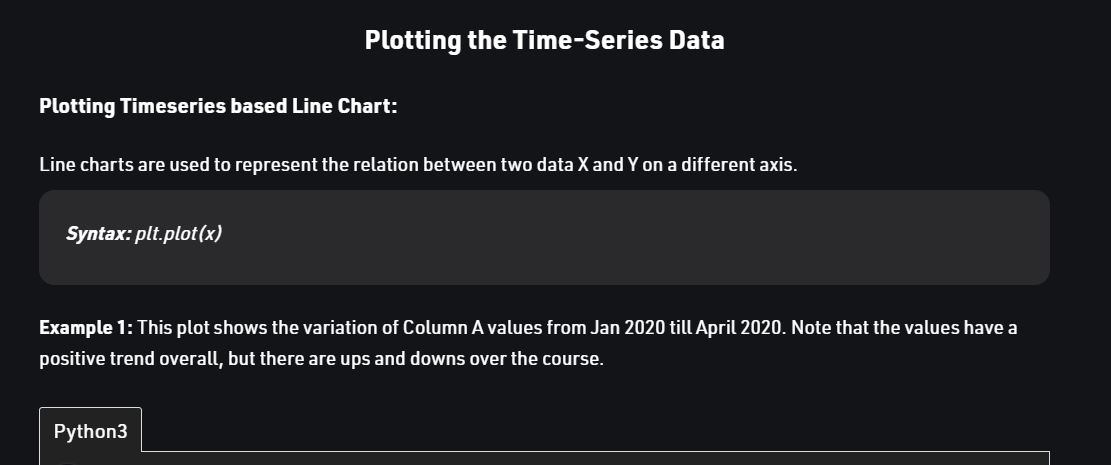 Plotting the Time-Series Data
Plotting Timeseries based Line Chart:
Line charts are used to represent the relation between two data X and Y on a different axis.
Syntax: plt.plot(x)
Example 1: This plot shows the variation of Column A values from Jan 2020 till April 2020. Note that the values have a
positive trend overall, but there are ups and downs over the course.
Python3